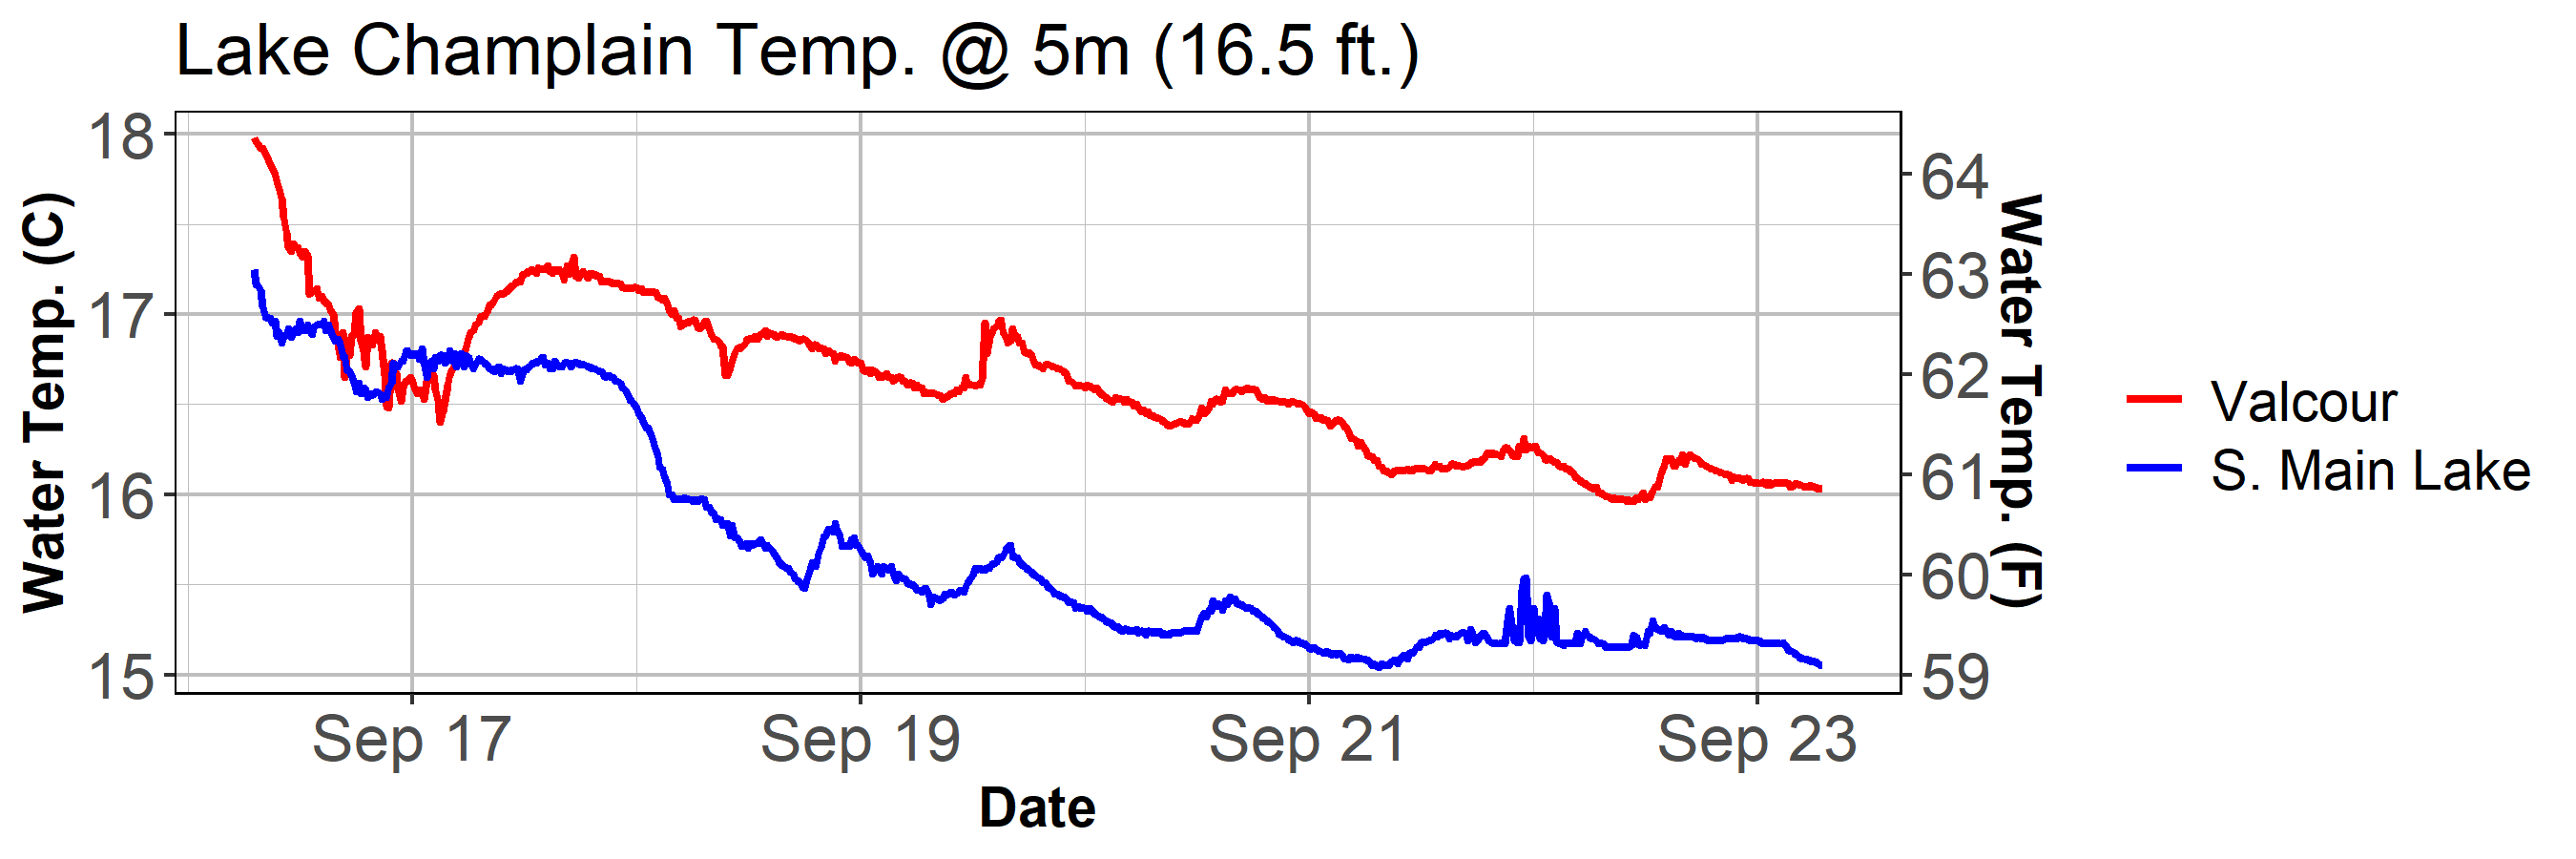 Lake Champlain Temp. @ 5m (16.5 ft.)
Water Temp. (C)
18
17
16
15
64
63
62
61
60
59
Water Temp. (F)
Sep 17
Sep 19
Sep 21
Sep 23
Date
Valcour
S. Main Lake